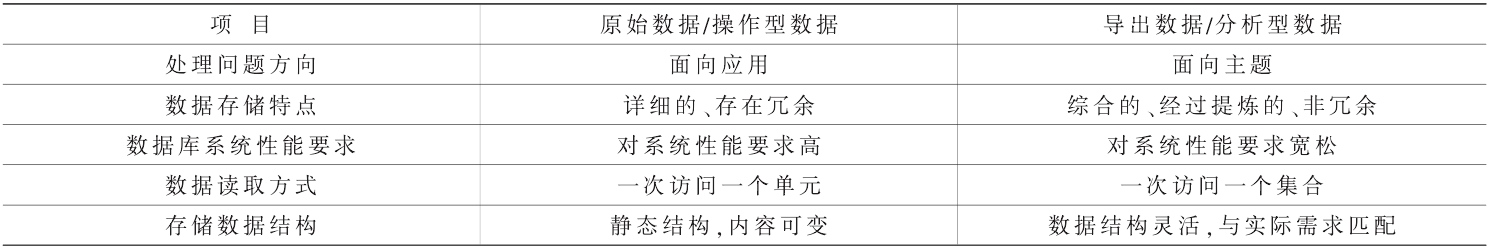 项 目 原始数据/操作型数据 导出数据/分析型数据
处理问题方向 面向应用 面向主题
数据存储特点 详细的、存在冗余 综合的、经过提炼的、非冗余
数据库系统性能要求 对系统性能要求高 对系统性能要求宽松
数据读取方式 一次访问一个单元 一次访问一个集合
存储数据结构 静态结构,内容可变 数据结构灵活,与实际需求匹配